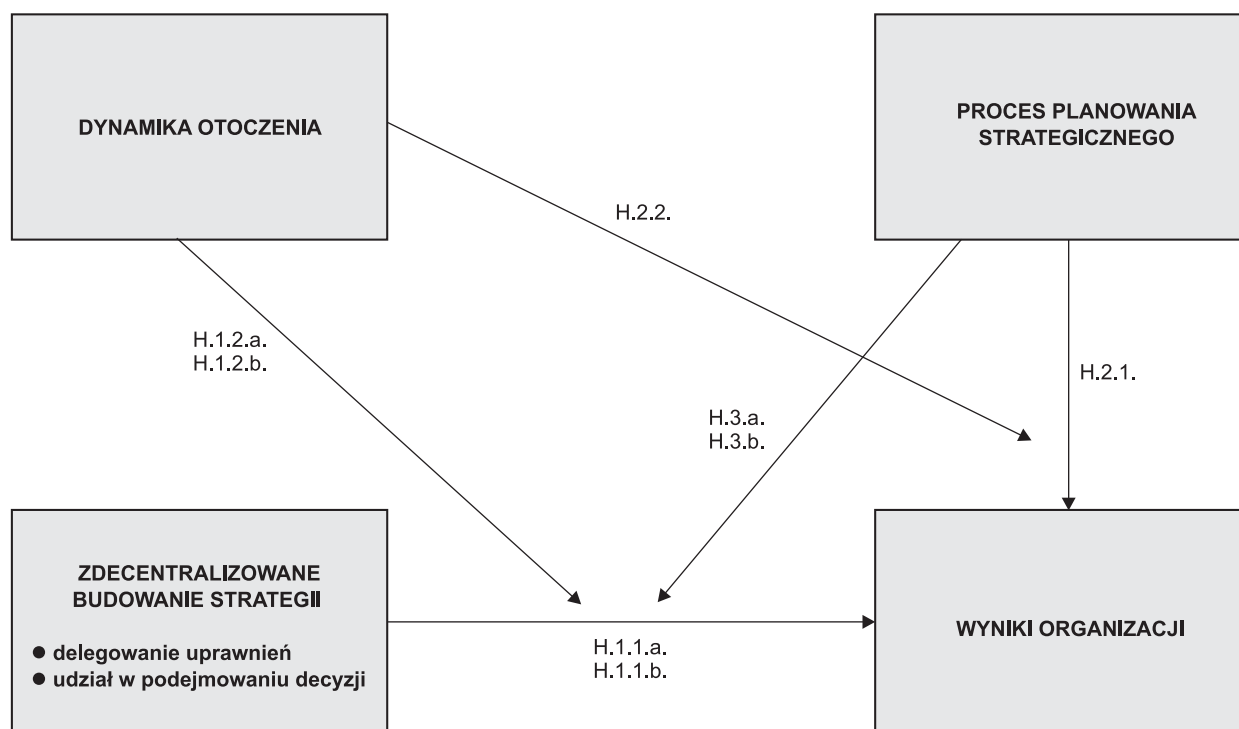 DYNAMIKA OTOCZENIA
PROCES PLANOWANIA
STRATEGICZNEGO
H.2.2.
H.1.2.a.
H.1.2.b.
H.2.1.
H.3.a.
H.3.b.
ZDECENTRALIZOWANE
BUDOWANIE STRATEGII
● delegowanie uprawnień
● udział w podejmowaniu decyzji
H.1.1.a.
H.1.1.b.
WYNIKI ORGANIZACJI